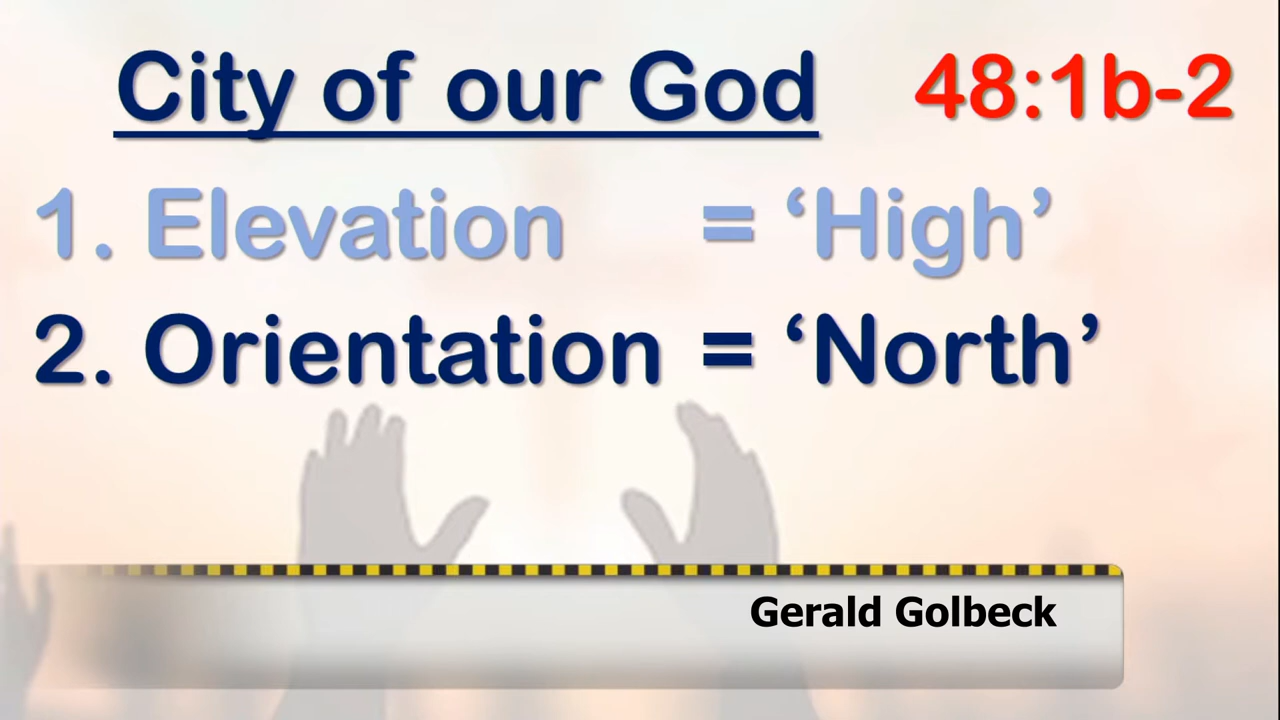 City of our God 48:1b-2
1. Elevation = ‘High’
2. Orientation = ‘North’
Gerald Golbeck